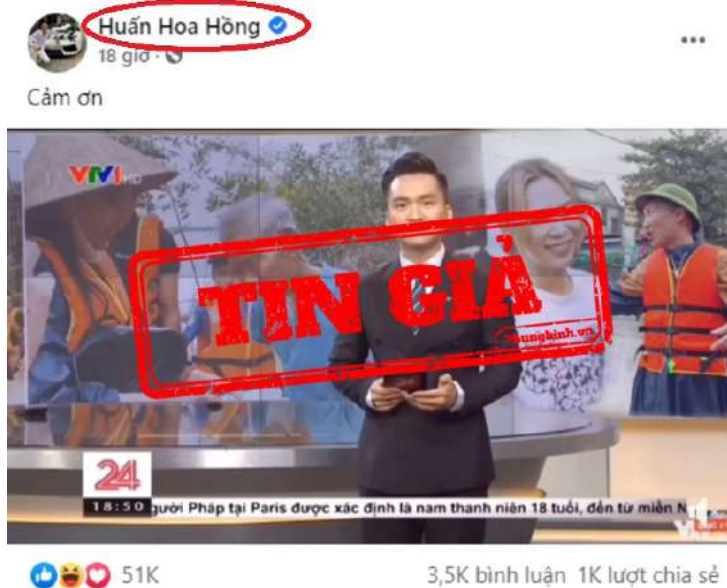 Huấn Hoa Hồng
18 giờ ·
Cảm ơn
VTV1 HD
TIN GIẢ
24
18:50 người Pháp tại Paris được xác định là nam thanh niên 18 tuổi, đến từ miền N
51K
3,5K bình luận 1K lượt chia sẻ